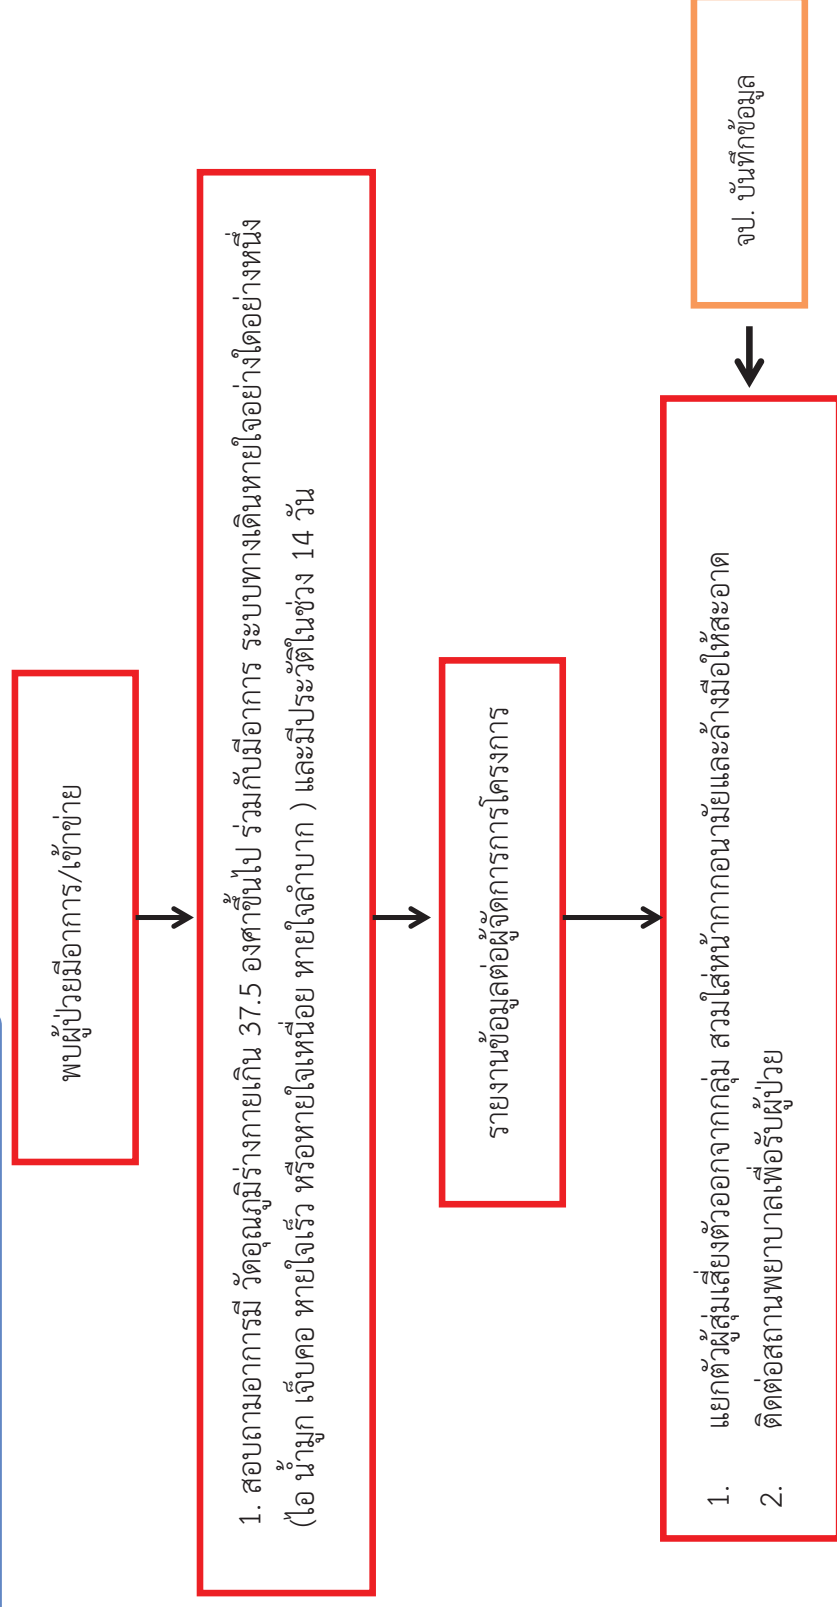 พบผู้ป่วยมีอาการ/เข้าข่าย
1. สอบถามอาการมี วัดอุณภูมิร่างกายเกิน 37.5 องศาขึ้นไป ร่วมกับมีอาการ ระบบทางเดินหายใจอย่างใดอย่างหนึ่ง
(ไอ น้ำมูก เจ็บคอ หายใจเร็ว หรือหายใจเหนื่อย หายใจลำบาก ) และมีประวัติในช่วง 14 วัน
รายงานข้อมูลต่อผู้จัดการการโครงการ
1. แยกตัวผู้สุ่มเสี่ยงตัวออกจากกลุ่ม สวมใส่หน้ากากอนามัยและล้างมือให้สะอาด
2. ติดต่อสถานพยาบาลเพื่อรับผู้ป่วย
จป. บันทึกข้อมูล